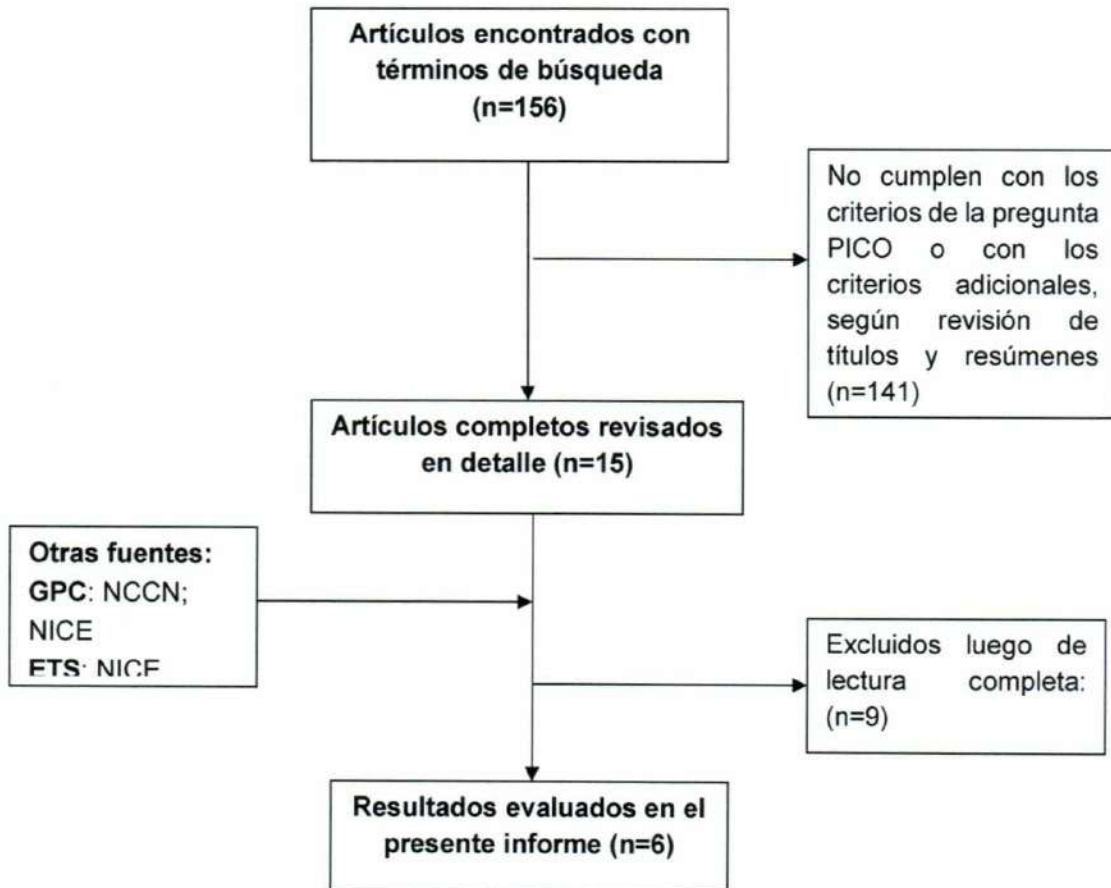 Artículos encontrados con
términos de búsqueda
(n=156)
No cumplen con los
criterios de la pregunta
PICO o con los
criterios adicionales,
según revisión de
títulos y resúmenes
(n=141)
Artículos completos revisados
en detalle (n=15)
Otras fuentes:
GPC: NCCN;
NICE
ETS: NICE
Excluidos luego de
lectura completa:
(n=9)
Resultados evaluados en el
presente informe (n=6)